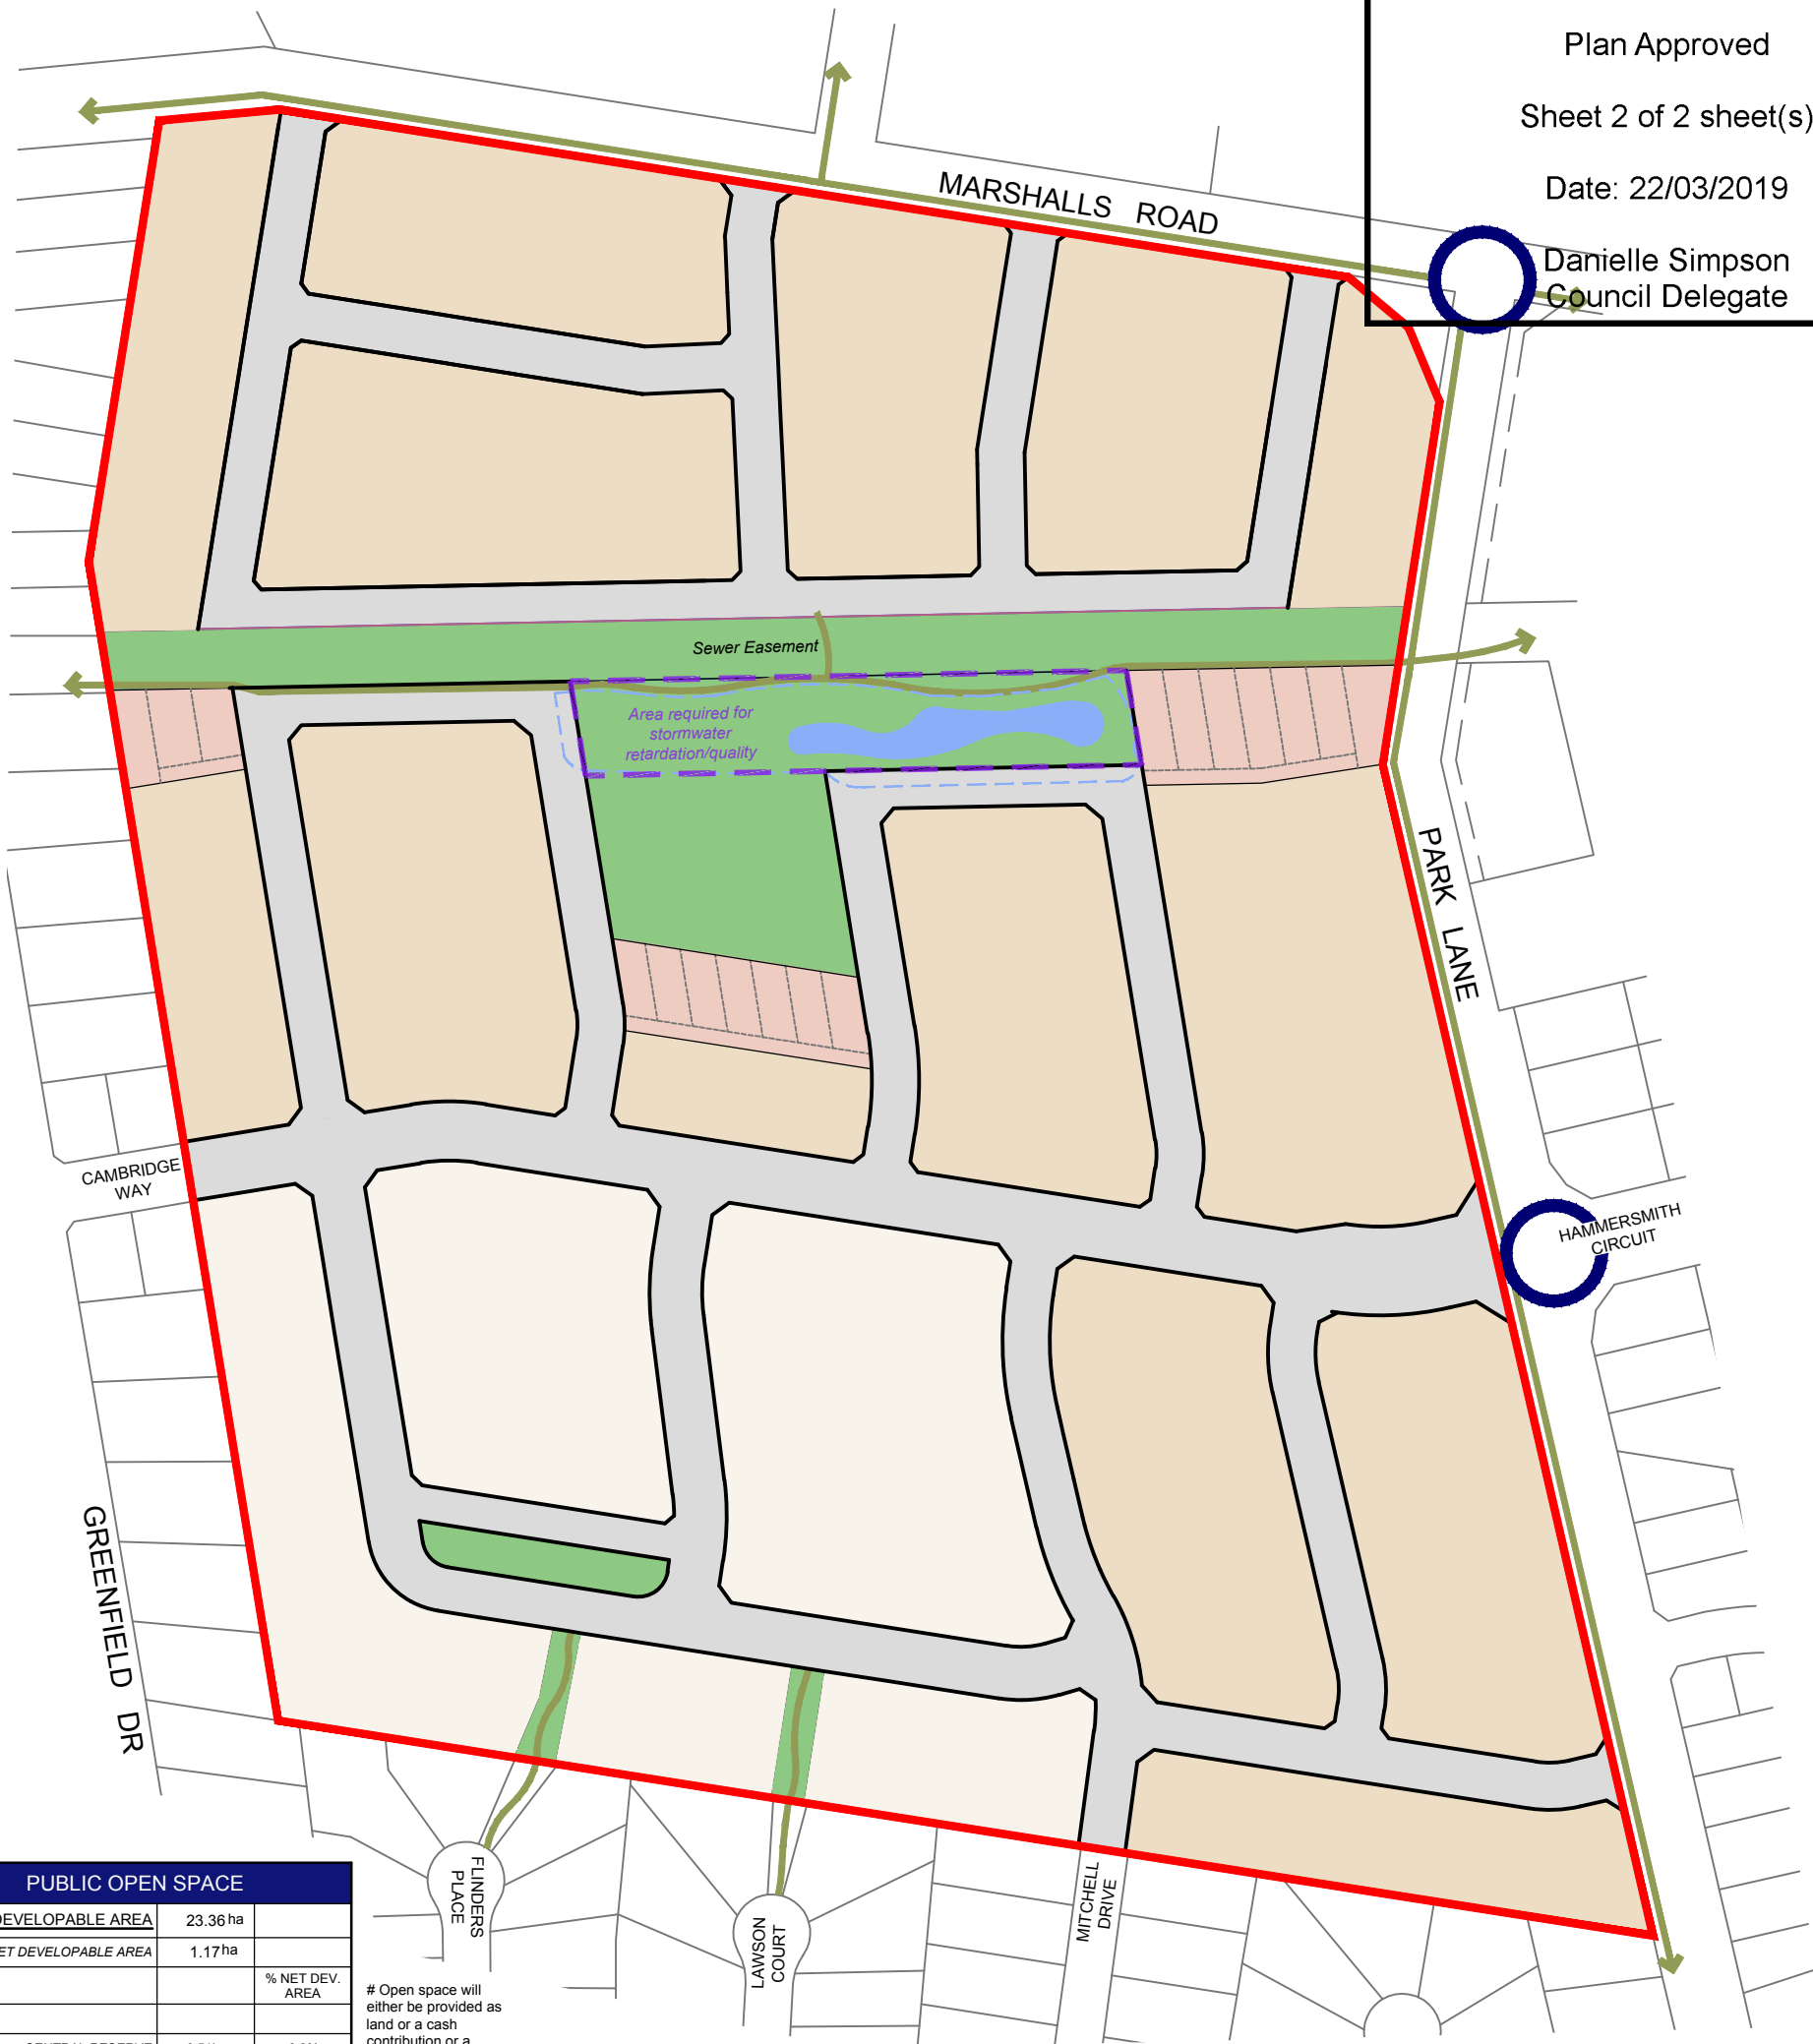 Plan Approved
Sheet 2 of 2 sheet(s)
Date: 22/03/2019
Danielle Simpson
Council Delegate
MARSHALLS ROAD
Sewer Easement
Area required for
stormwater
retardation/quality
PARK LANE
CAMBRIDGE
WAY
HAMMERSMITH
CIRCUIT
GREENFIELD DR
FLINDERS
PLACE
LAWSON
COURT
MITCHELL
DRIVE
PUBLIC OPEN SPACE
DEVELOPABLE AREA 23.36 ha
DEVELOPABLE AREA 1.17 ha
% NET DEV.
AREA
# Open space will
either be provided as
land or a cash
contribution or a